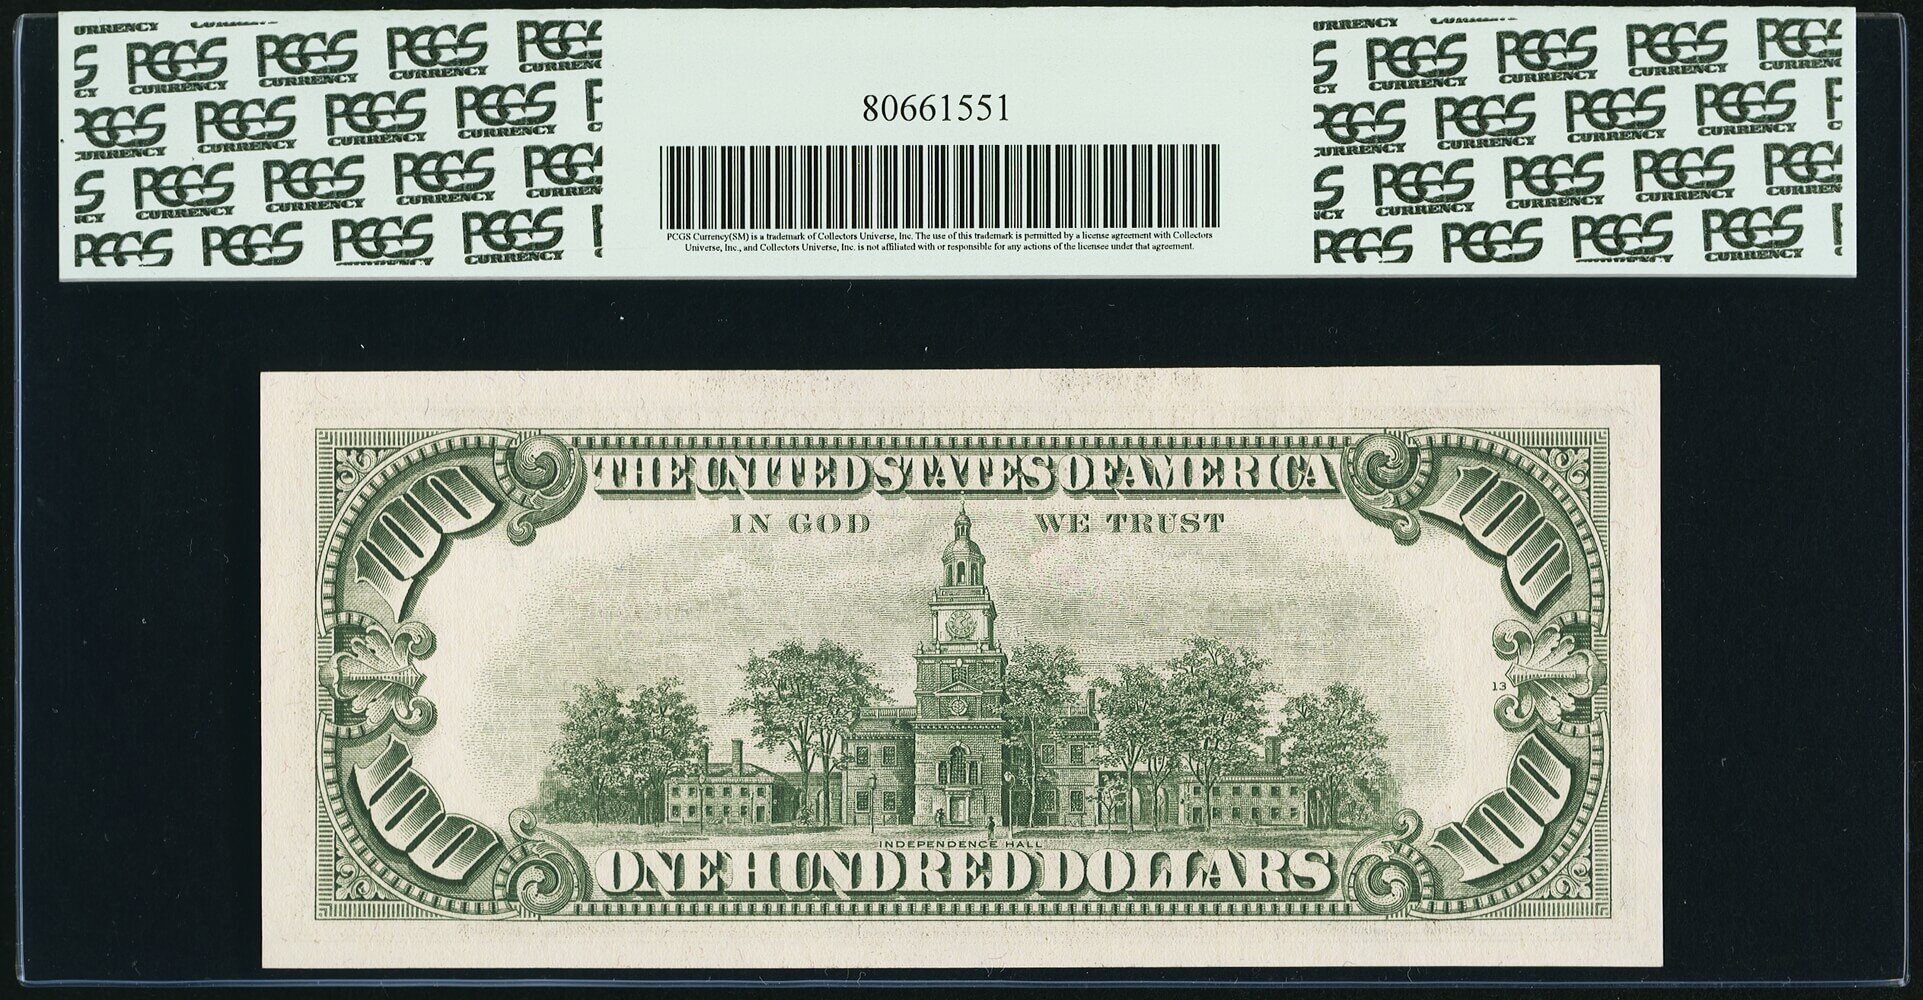 PCGS CURRENCY
80661551
PCGS Currency(SM) is a trademark of Collectors Universe, Inc. The use of this trademark is permitted by a license agreement with Collectors
Universe, Inc., and Collectors Universe, Inc. is not affiliated with or responsible for any actions of the licensee under that agreement.
THE UNITED STATES OF AMERICA
100
100
IN GOD WE TRUST
13
100
100
INDEPENDENCE HALL
ONE HUNDRED DOLLARS